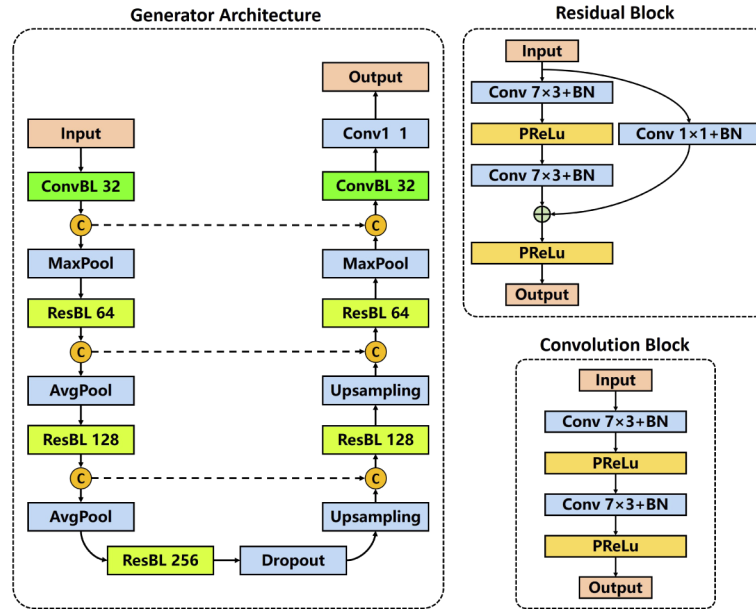 Generator Architecture
Input
ConvBL 32
C
MaxPool
ResBL 64
C
AvgPool
ResBL 128
C
AvgPool
ResBL 256
Dropout
Upsampling
C
ResBL 128
Upsampling
C
ResBL 64
MaxPool
C
ConvBL 32
Conv1 1
Output
Residual Block
Input
Conv 7×3+BN
PReLu
Conv 1×1+BN
Conv 7×3+BN
PReLu
Output
Convolution Block
Input
Conv 7×3+BN
PReLu
Conv 7×3+BN
PReLu
Output